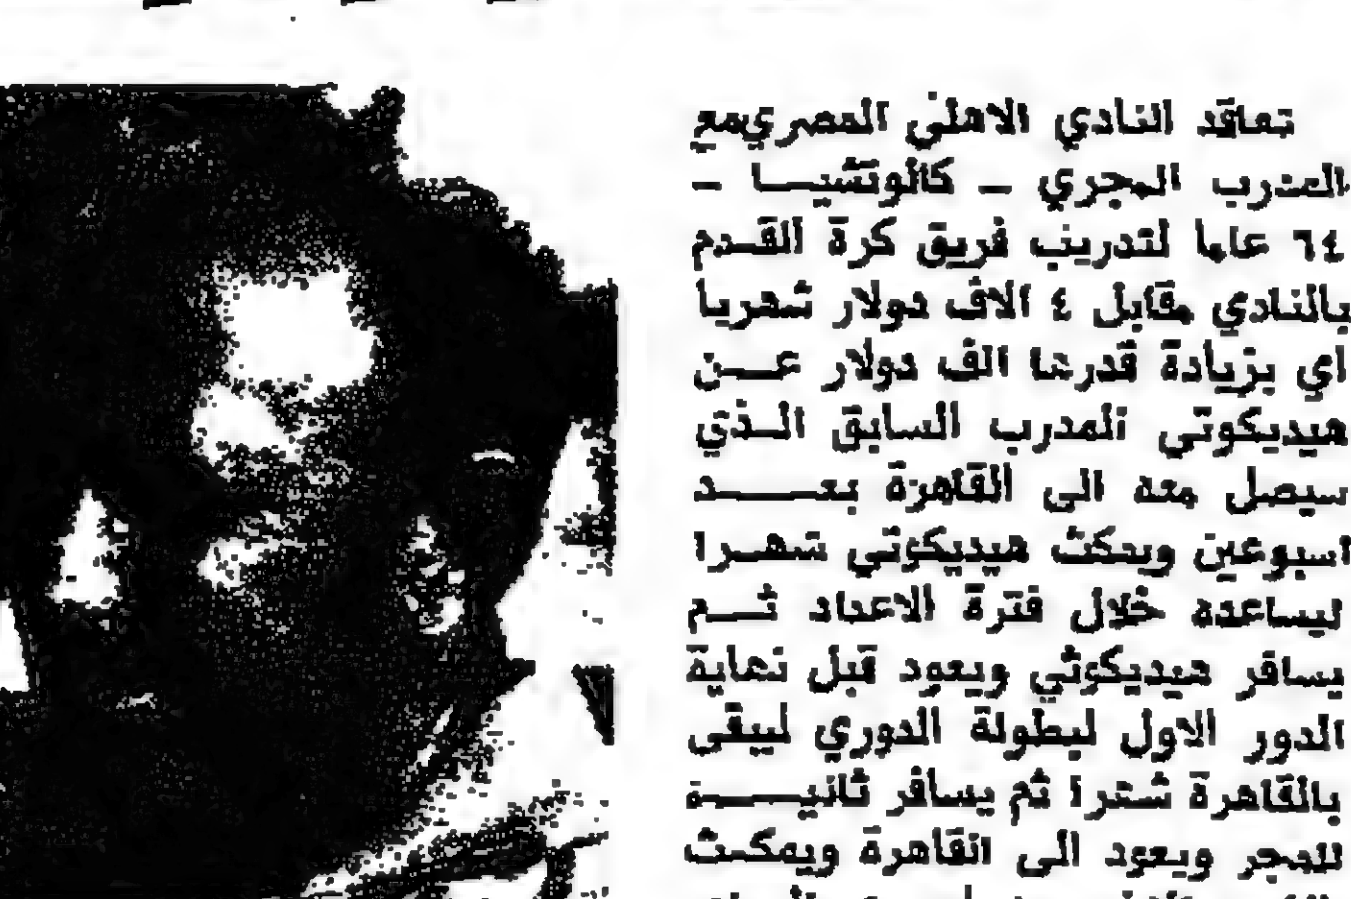 تعاقد النادي الاهلي المصري مع
المدرب المجري - كالوتشيا -
٦٤ عاما لتدريب فريق كرة القدم
بالنادي مقابل ٤ الاف دولار شهريا
اي بزيادة قدرها الف دولار عن
هيديكوتي المدرب السابق الذي
سيصل معه الى القاهرة بعد
اسبوعين ويمكث هيديكوتي شهرا
ليساعده خلال فترة الاعداد ثم
يسافر هيديكوتي ويعود قبل نهاية
الدور الاول لبطولة الدوري ليبقى
بالقاهرة شهرا ثم يسافر ثانية
للمجر ويعود الى القاهرة ويمكث